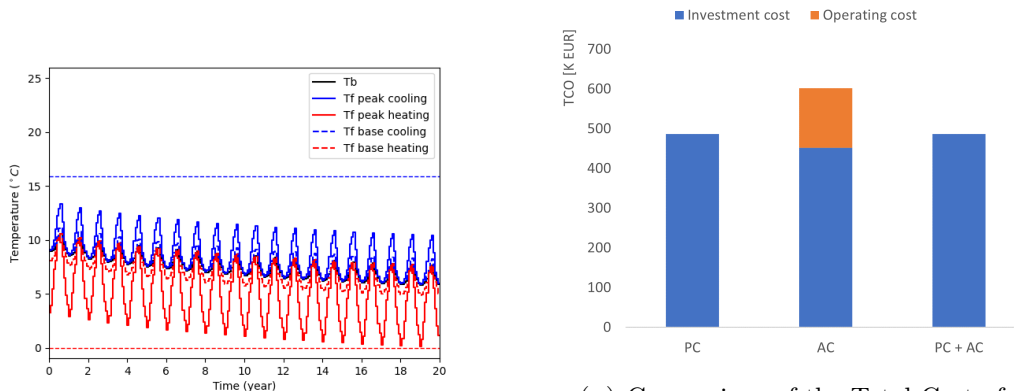 25
20
15
10
5
0
Temperature (°C)
0 2 4 6 8 10 12 14 16 18 20
Time (year)
Tb
Tf peak cooling
Tf peak heating
Tf base cooling
Tf base heating
Investment cost Operating cost
TCO [K EUR]
700
600
500
400
300
200
100
0
PC AC PC + AC
Comparison of the Total Cost of